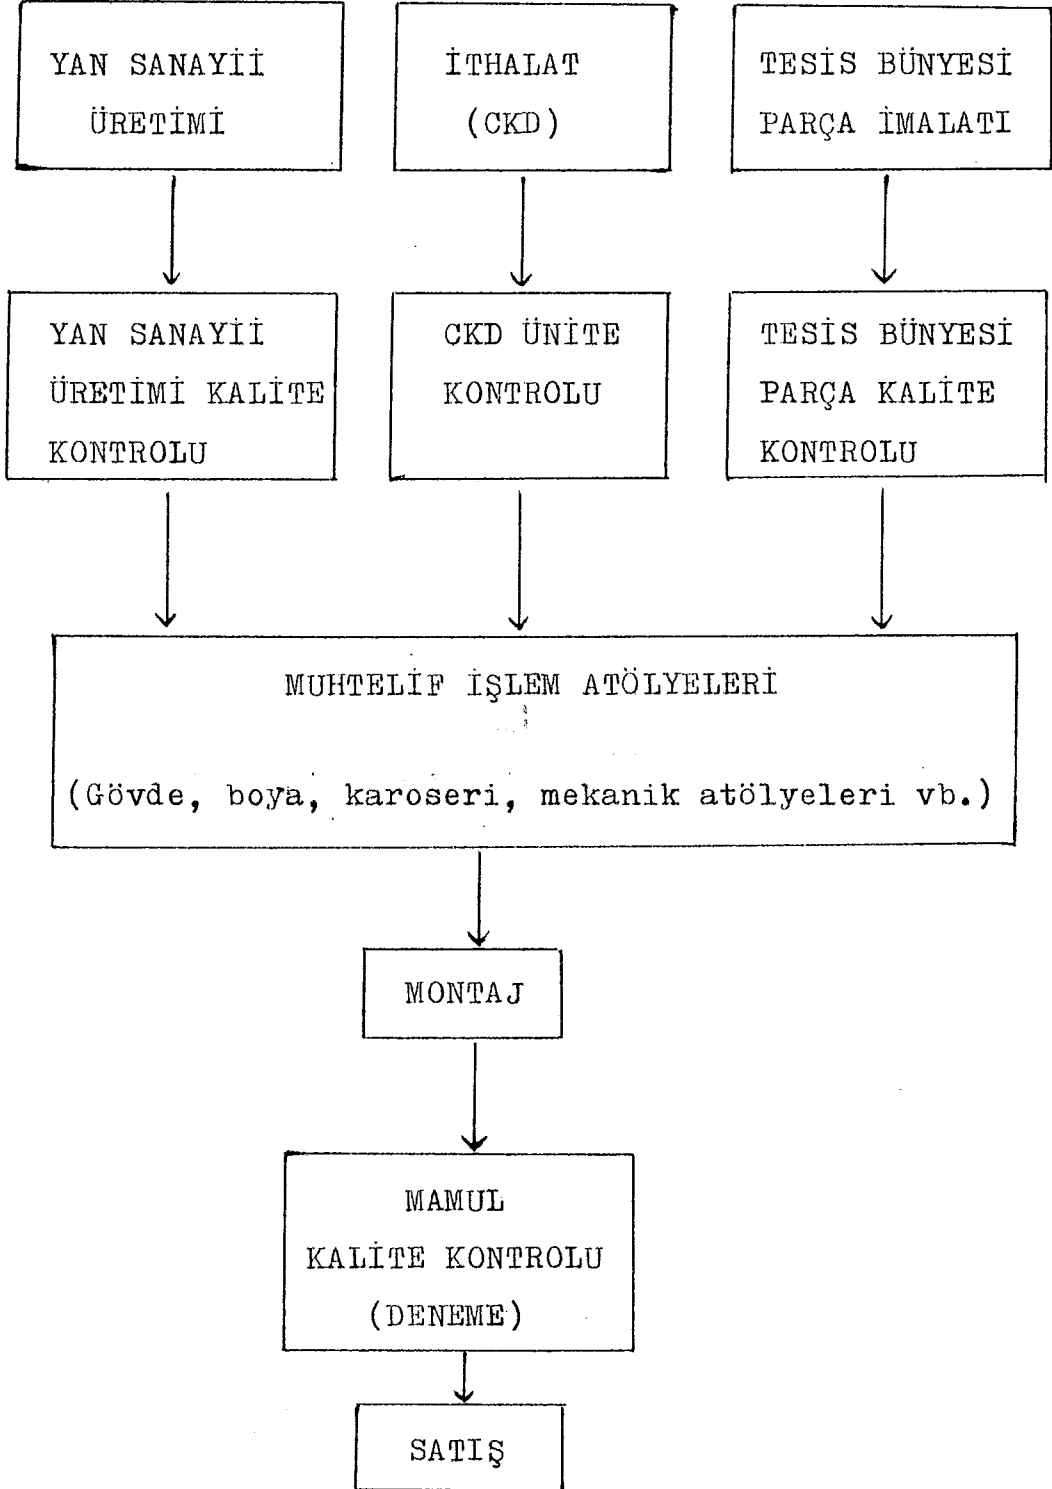 YAN SANAYİİ
ÜRETİMİ
İTHALAT
(CKD)
TESİS BÜNYESİ
PARÇA İMALATI
YAN SANAYİİ
ÜRETİMİ KALİTE
KONTROLU
CKD ÜNİTE
KONTROLU
TESİS BÜNYESİ
PARÇA KALİTE
KONTROLU
MUHTELİF İŞLEM ATÖLYELERİ
(Gövde, boya, karoseri, mekanik atölyeleri vb.)
MONTAJ
MAMUL
KALİTE KONTROLU
(DENEME)
SATIŞ